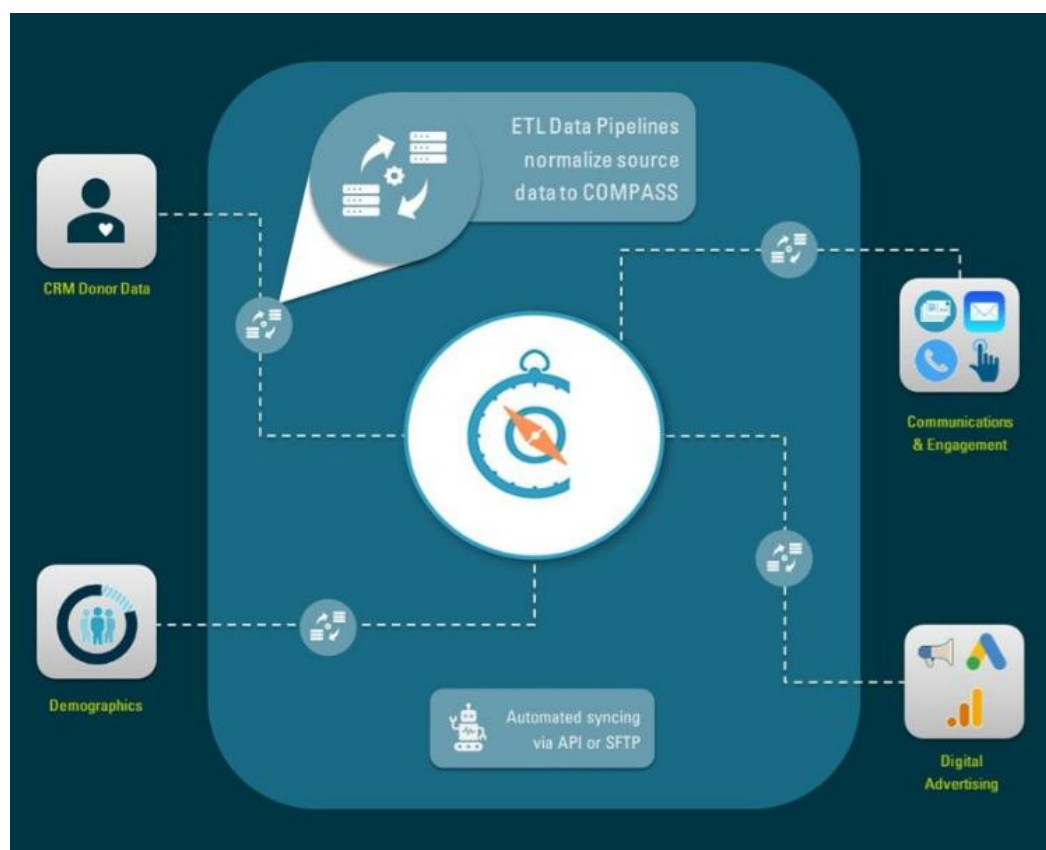 ETL Data Pipelines
normalize source
data to COMPASS
CRM Donor Data
Communications
& Engagement
Demographics
Automated syncing
via API or SFTP
Digital
Advertising